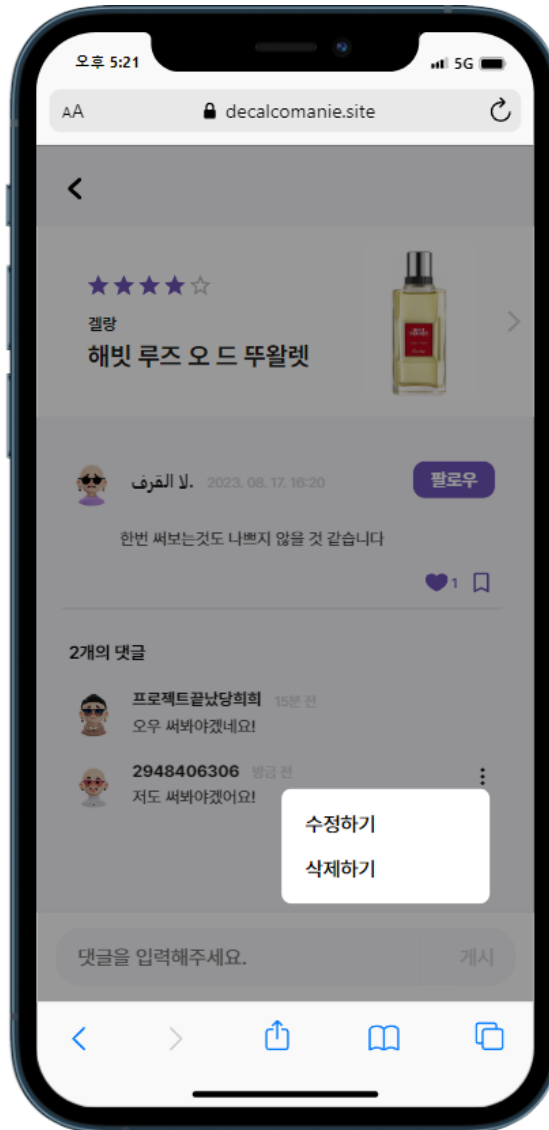 오후 5:21
5G
AA decalcomanie.site
겔랑
해빗 루즈 오 드 뚜왈렛
لا القرف. 2023. 08. 17. 16:20 팔로우
한번 써보는것도 나쁘지 않을 것 같습니다
1
2개의 댓글
프로젝트끝났당희희 15분 전
오우 써봐야겠네요!
2948406306 방금 전
저도 써봐야겠어요!
수정하기
삭제하기
댓글을 입력해주세요. 게시